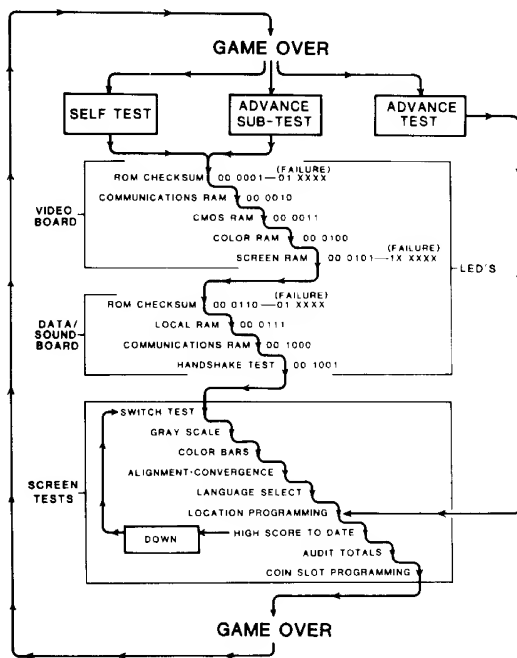 GAME OVER
SELF TEST
ADVANCE
SUB-TEST
ADVANCE
TEST
VIDEO
BOARD
(FAILURE)
ROM CHECKSUM 00 0001—01 XXXX
COMMUNICATIONS RAM 00 0010
CMOS RAM 00 0011
COLOR RAM 00 0100
(FAILURE)
SCREEN RAM 00 0101—1X XXXX
LED'S
DATA/
SOUND
BOARD
(FAILURE)
ROM CHECKSUM 00 0110—01 XXXX
LOCAL RAM 00 0111
COMMUNICATIONS RAM 00 1000
HANDSHAKE TEST 00 1001
SCREEN
TESTS
SWITCH TEST
GRAY SCALE
COLOR BARS
ALIGNMENT-CONVERGENCE
LANGUAGE SELECT
LOCATION PROGRAMMING
DOWN
HIGH SCORE TO DATE
AUDIT TOTALS
COIN SLOT PROGRAMMING
GAME OVER